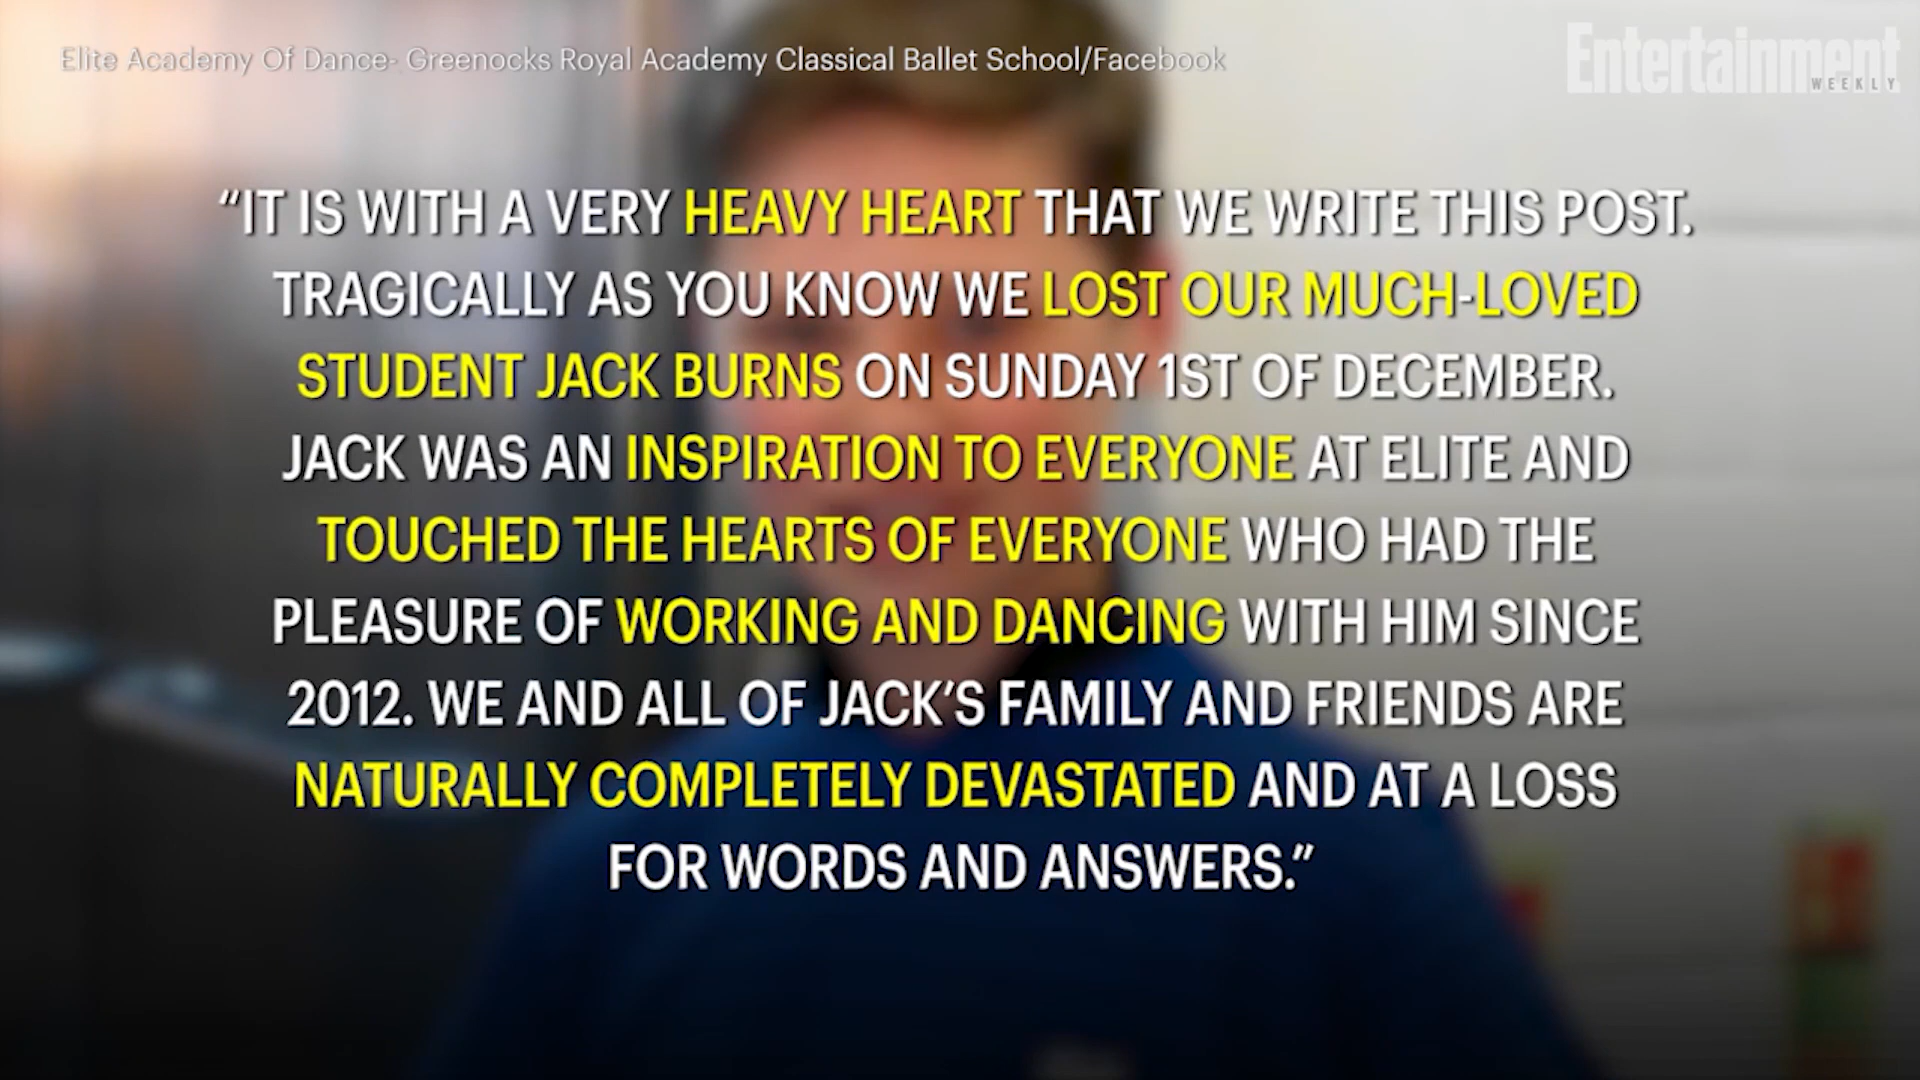 Elite Academy Of Dance- Greenocks Royal Academy Classical Ballet School/Facebook
Entertainment
WEEKLY
“IT IS WITH A VERY HEAVY HEART THAT WE WRITE THIS POST.
TRAGICALLY AS YOU KNOW WE LOST OUR MUCH-LOVED
STUDENT JACK BURNS ON SUNDAY 1ST OF DECEMBER.
JACK WAS AN INSPIRATION TO EVERYONE AT ELITE AND
TOUCHED THE HEARTS OF EVERYONE WHO HAD THE
PLEASURE OF WORKING AND DANCING WITH HIM SINCE
2012. WE AND ALL OF JACK’S FAMILY AND FRIENDS ARE
NATURALLY COMPLETELY DEVASTATED AND AT A LOSS
FOR WORDS AND ANSWERS.”